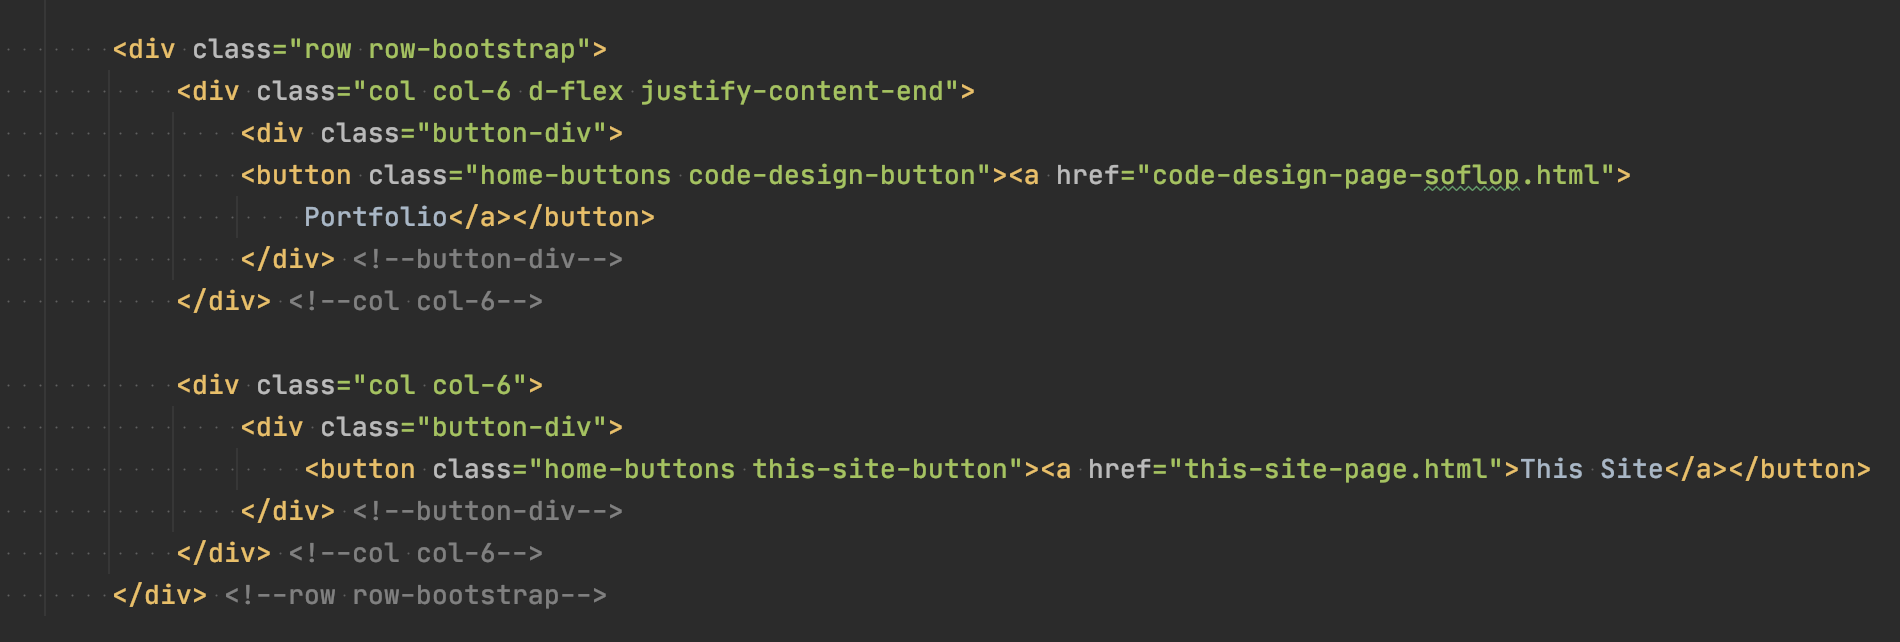 <div class="row row-bootstrap">
<div class="col col-6 d-flex justify-content-end">
<div class="button-div">
<button class="home-buttons code-design-button"><a href="code-design-page-soflop.html">
Portfolio</a></button>
</div> <!--button-div-->
</div> <!--col col-6-->
<div class="col col-6">
<div class="button-div">
<button class="home-buttons this-site-button"><a href="this-site-page.html">This Site</a></button>
</div> <!--button-div-->
</div> <!--col col-6-->
</div> <!--row row-bootstrap-->